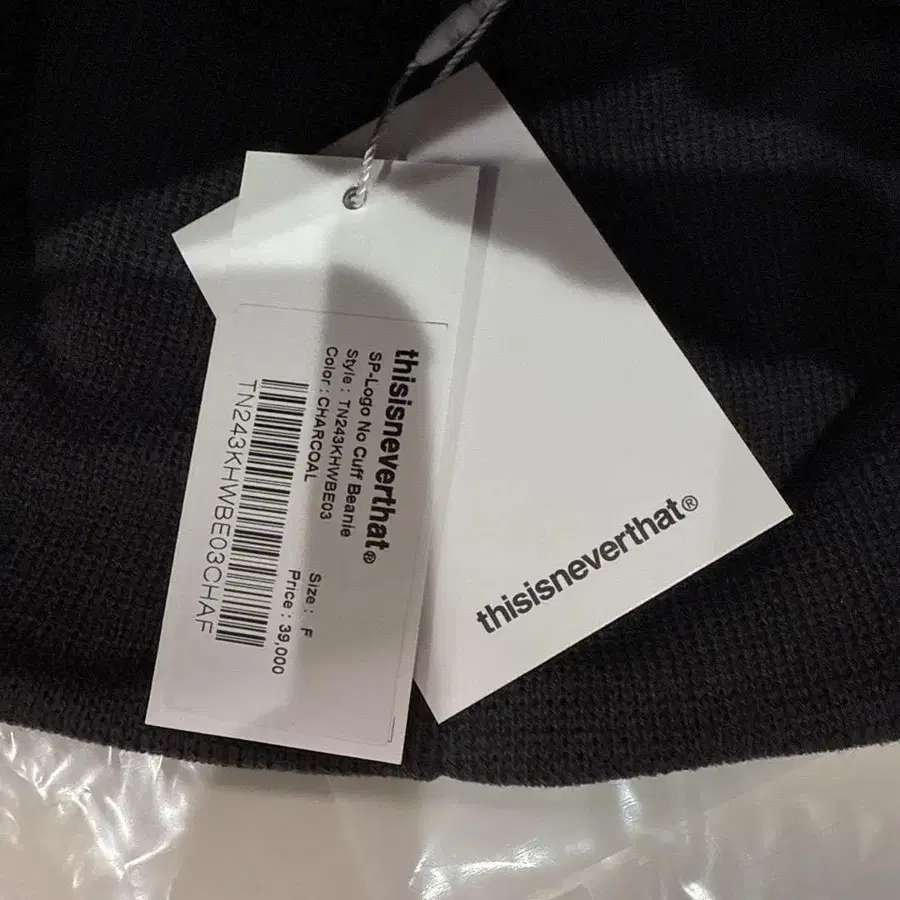 thisisneverthat®
SP-Logo No Cuff Beanie
Style : TN243KHWBE03
Color : CHARCOAL
Size : F
Price : 39,000
TN243KHWBE03CHAF
thisisneverthat®